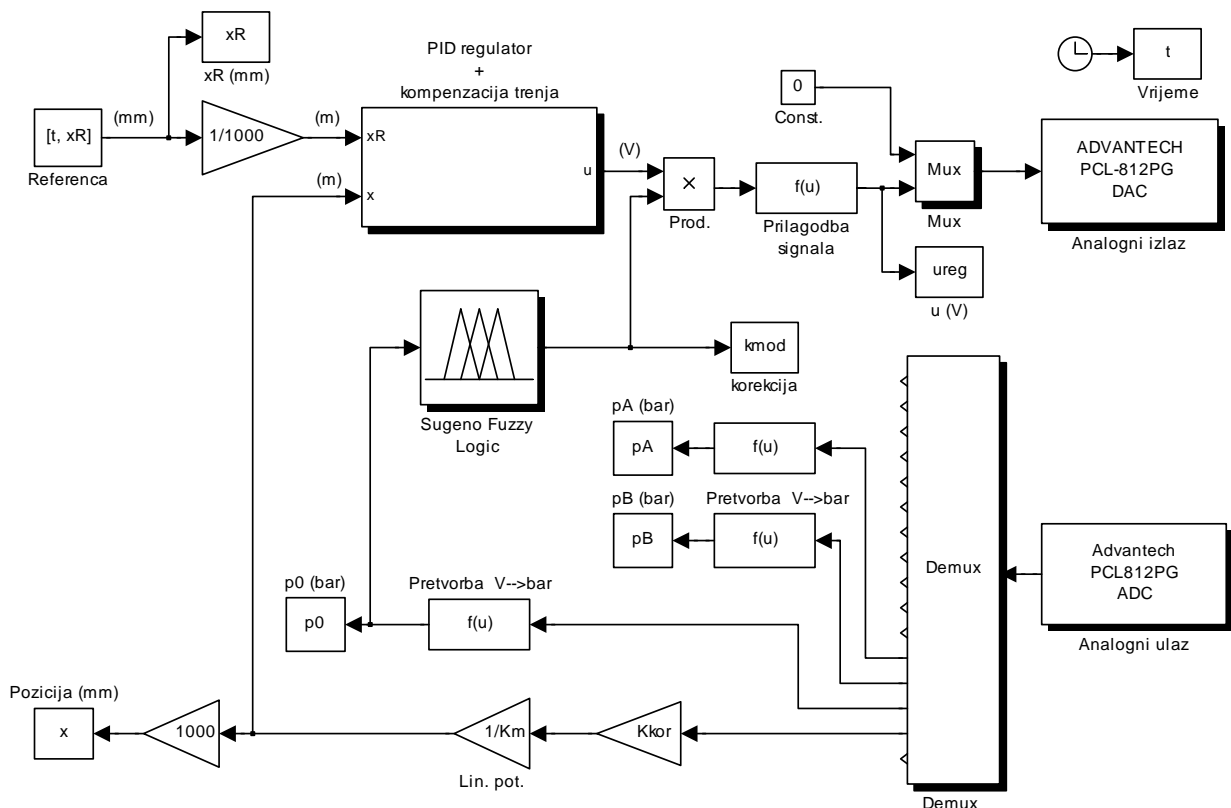 xR
xR (mm)
PID regulator
+
kompenzacija trenja
t
Vrijeme
0
Const.
[t, xR]
Referenca
(mm)
1/1000
(m)
xR
u
x
(m)
(V)
×
Prod.
f(u)
Prilagodba
signala
Mux
Mux
ADVANTECH
PCL-812PG
DAC
Analogni izlaz
ureg
u (V)
Sugeno Fuzzy
Logic
kmod
korekcija
pA (bar)
pA
f(u)
pB (bar)
Pretvorba V-->bar
pB
f(u)
Demux
Demux
Advantech
PCL812PG
ADC
Analogni ulaz
p0 (bar)
Pretvorba V-->bar
p0
f(u)
Pozicija (mm)
x
1000
1/Km
Lin. pot.
Kkor